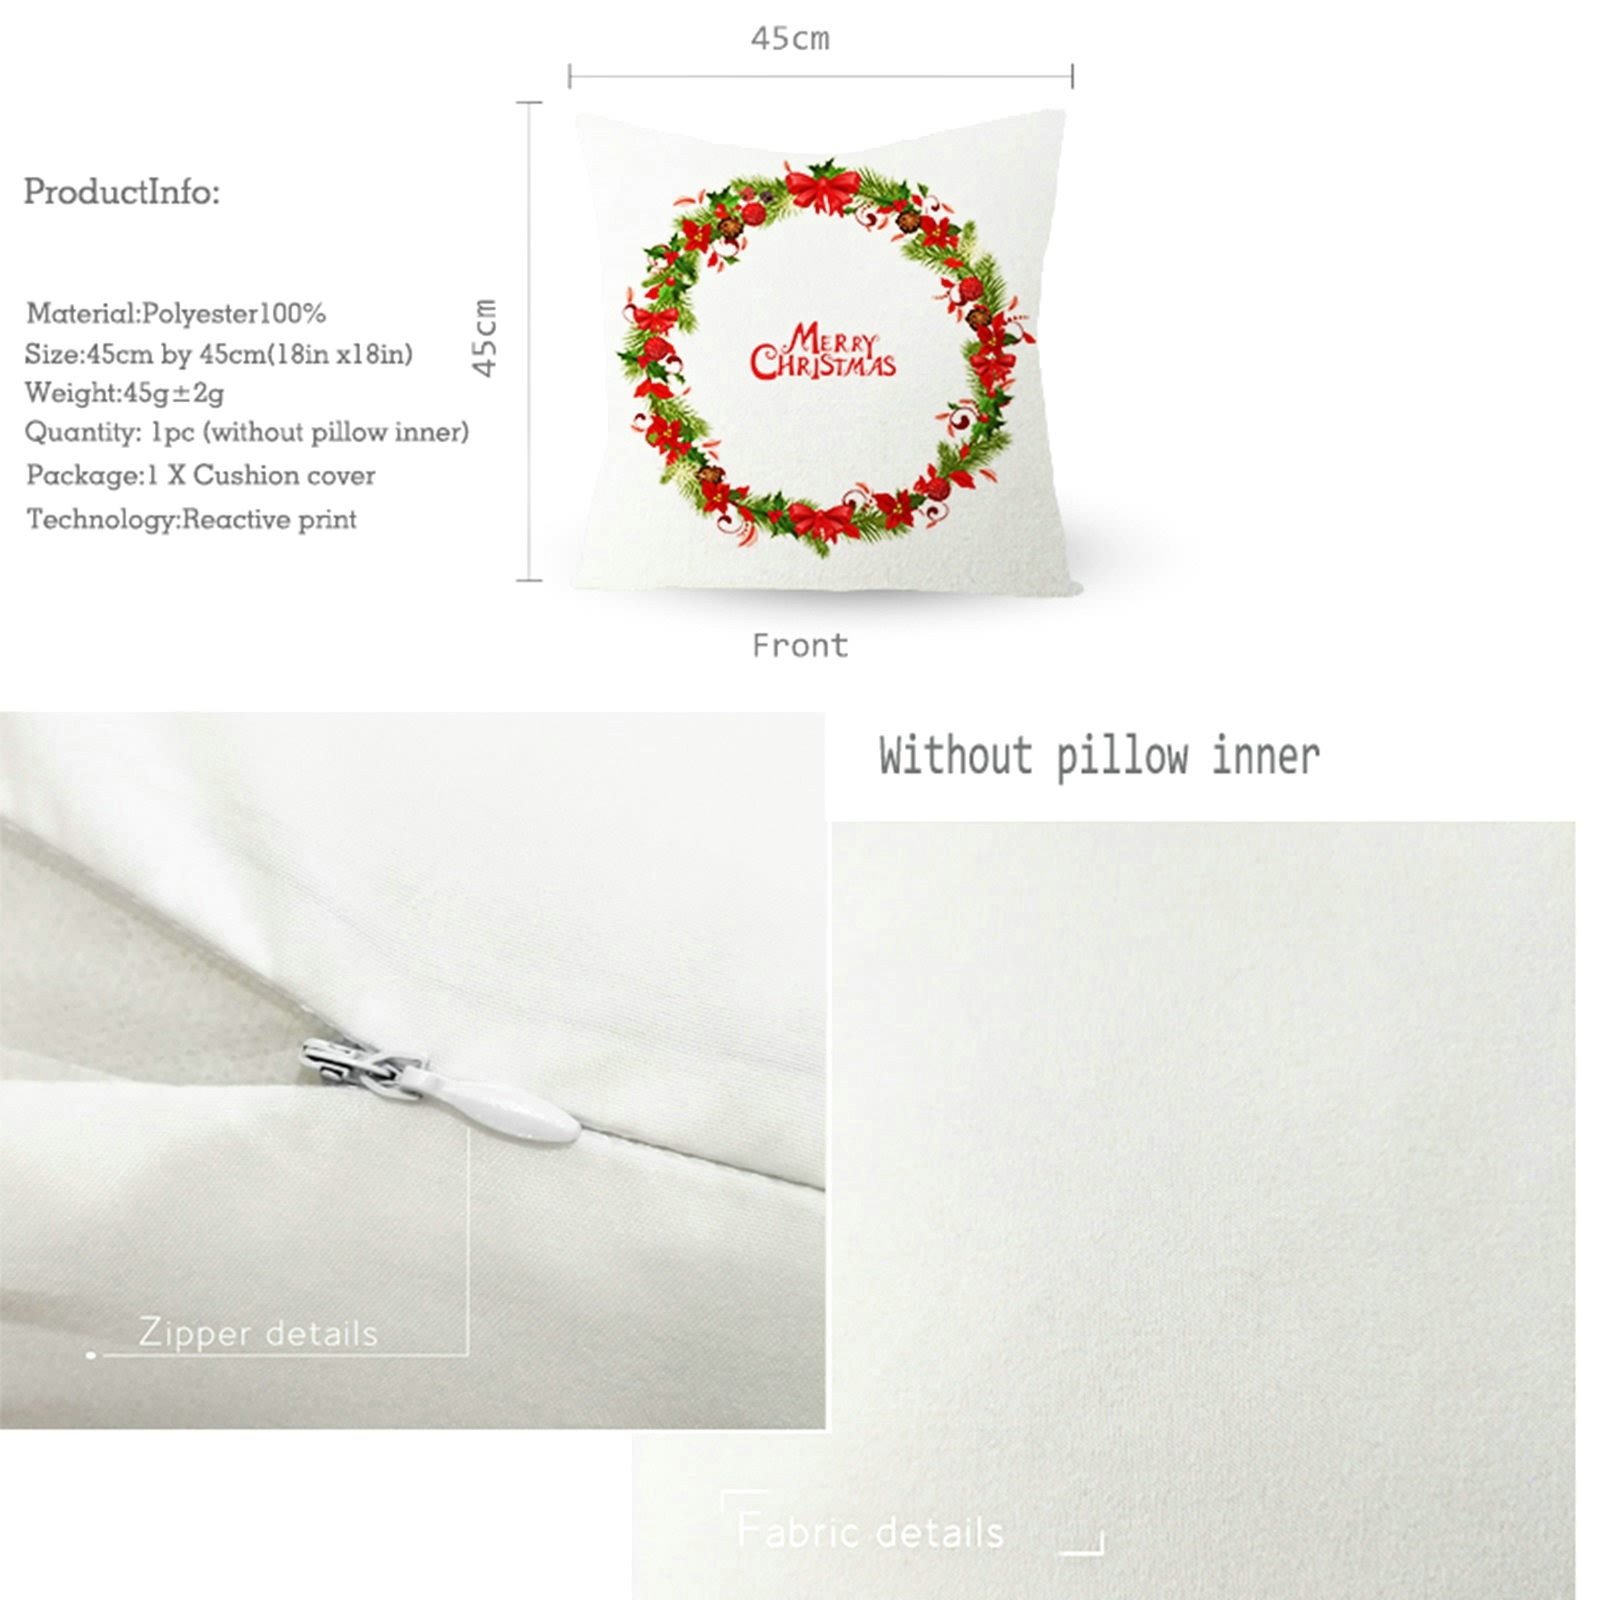 45cm
45cm
ProductInfo:
Material:Polyester100%
Size:45cm by 45cm(18in x18in)
Weight:45g±2g
Quantity: 1pc (without pillow inner)
Package:1 X Cushion cover
Technology:Reactive print
MERRY
CHRISTMAS
Front
Without pillow inner
Zipper details
Fabric details